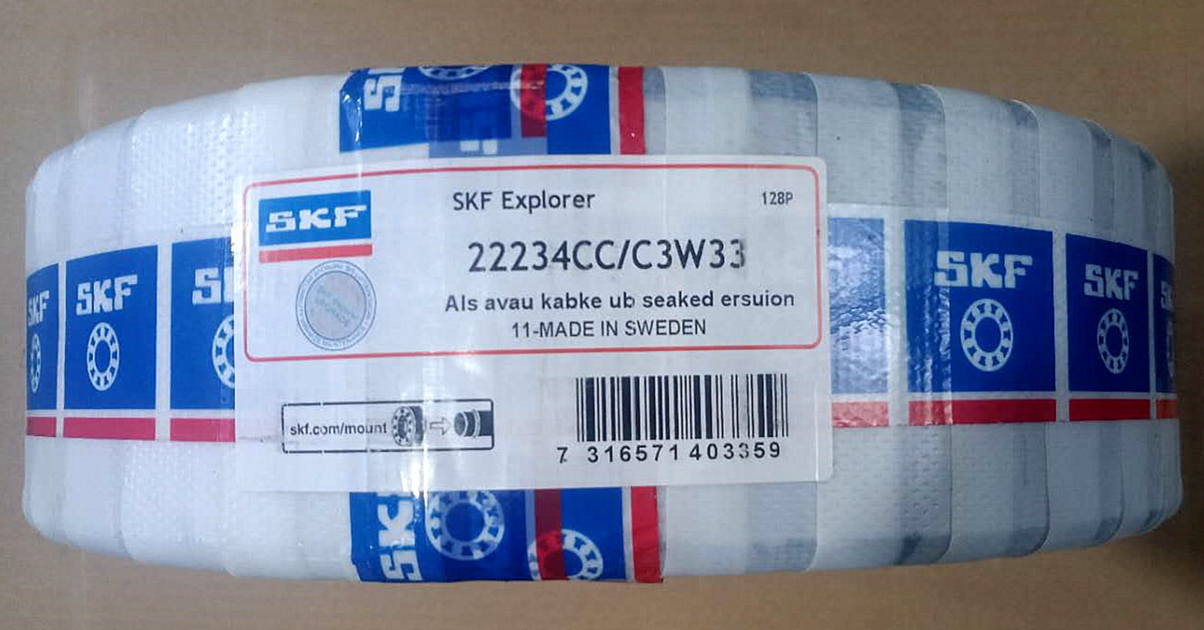 SKF
SKF Explorer
128P
SKF
22234CC/C3W33
Als avau kabke ub seaked ersuion
11-MADE IN SWEDEN
SKF
SKF
SKF
SKF
SKF
skf.com/mount
7 316571 403359
SKF